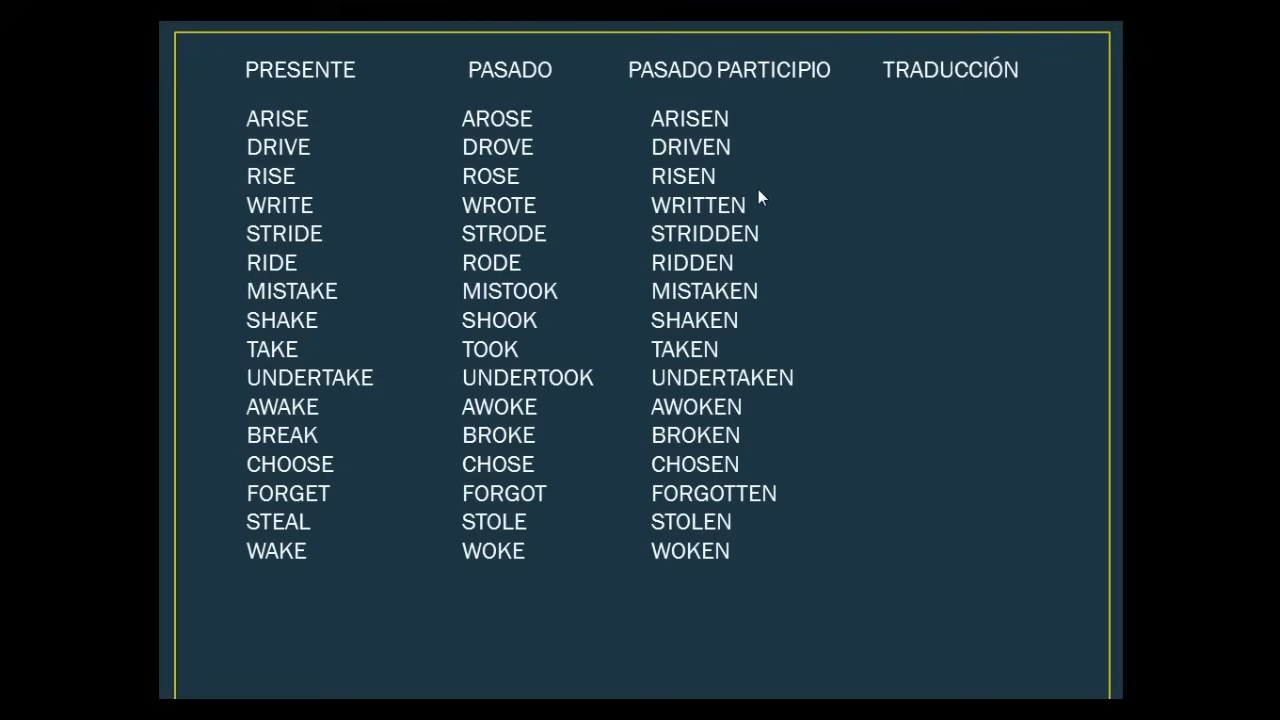 PRESENTE PASADO PASADO PARTICIPIO TRADUCCIÓN
ARISE AROSE ARISEN
DRIVE DROVE DRIVEN
RISE ROSE RISEN
WRITE WROTE WRITTEN
STRIDE STRODE STRIDDEN
RIDE RODE RIDDEN
MISTAKE MISTOOK MISTAKEN
SHAKE SHOOK SHAKEN
TAKE TOOK TAKEN
UNDERTAKE UNDERTOOK UNDERTAKEN
AWAKE AWOKE AWOKEN
BREAK BROKE BROKEN
CHOOSE CHOSE CHOSEN
FORGET FORGOT FORGOTTEN
STEAL STOLE STOLEN
WAKE WOKE WOKEN